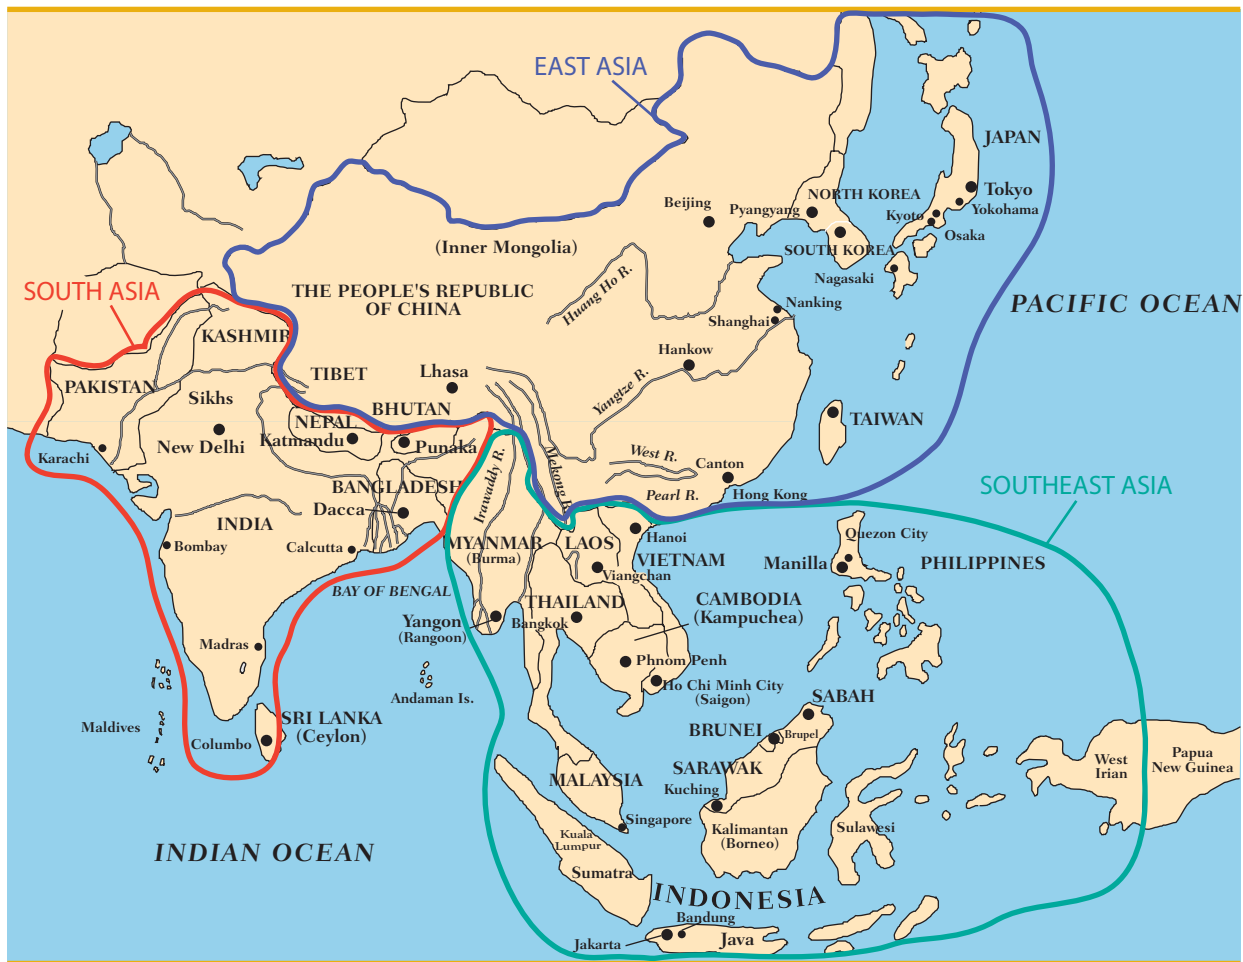 EAST ASIA
JAPAN
Tokyo
Yokohama
Kyoto
Osaka
NORTH KOREA
Pyangyang
SOUTH KOREA
Nagasaki
Beijing
(Inner Mongolia)
Huang Ho R.
THE PEOPLE'S REPUBLIC
OF CHINA
Nanking
Shanghai
PACIFIC OCEAN
SOUTH ASIA
KASHMIR
Hankow
Yangtze R.
TIBET
Lhasa
PAKISTAN
Sikhs
BHUTAN
NEPAL
Katmandu
Punaka
New Delhi
TAIWAN
Karachi
West R.
Canton
Pearl R.
Hong Kong
Mekong R.
Irawaddy R.
SOUTHEAST ASIA
BANGLADESH
Dacca
INDIA
Bombay
Calcutta
BAY OF BENGAL
MYANMAR
(Burma)
LAOS
Hanoi
VIETNAM
Viangchan
Quezon City
Manilla
PHILIPPINES
THAILAND
Bangkok
CAMBODIA
(Kampuchea)
Yangon
(Rangoon)
Madras
Phnom Penh
Ho Chi Minh City
(Saigon)
Andaman Is.
SABAH
Maldives
SRI LANKA
(Ceylon)
Columbo
BRUNEI
Brupel
SARAWAK
Kuching
MALAYSIA
West
Irian
Papua
New Guinea
Singapore
Kuala
Lumpur
Kalimantan
(Borneo)
Sulawesi
INDIAN OCEAN
Sumatra
INDONESIA
Bandung
Jakarta
Java